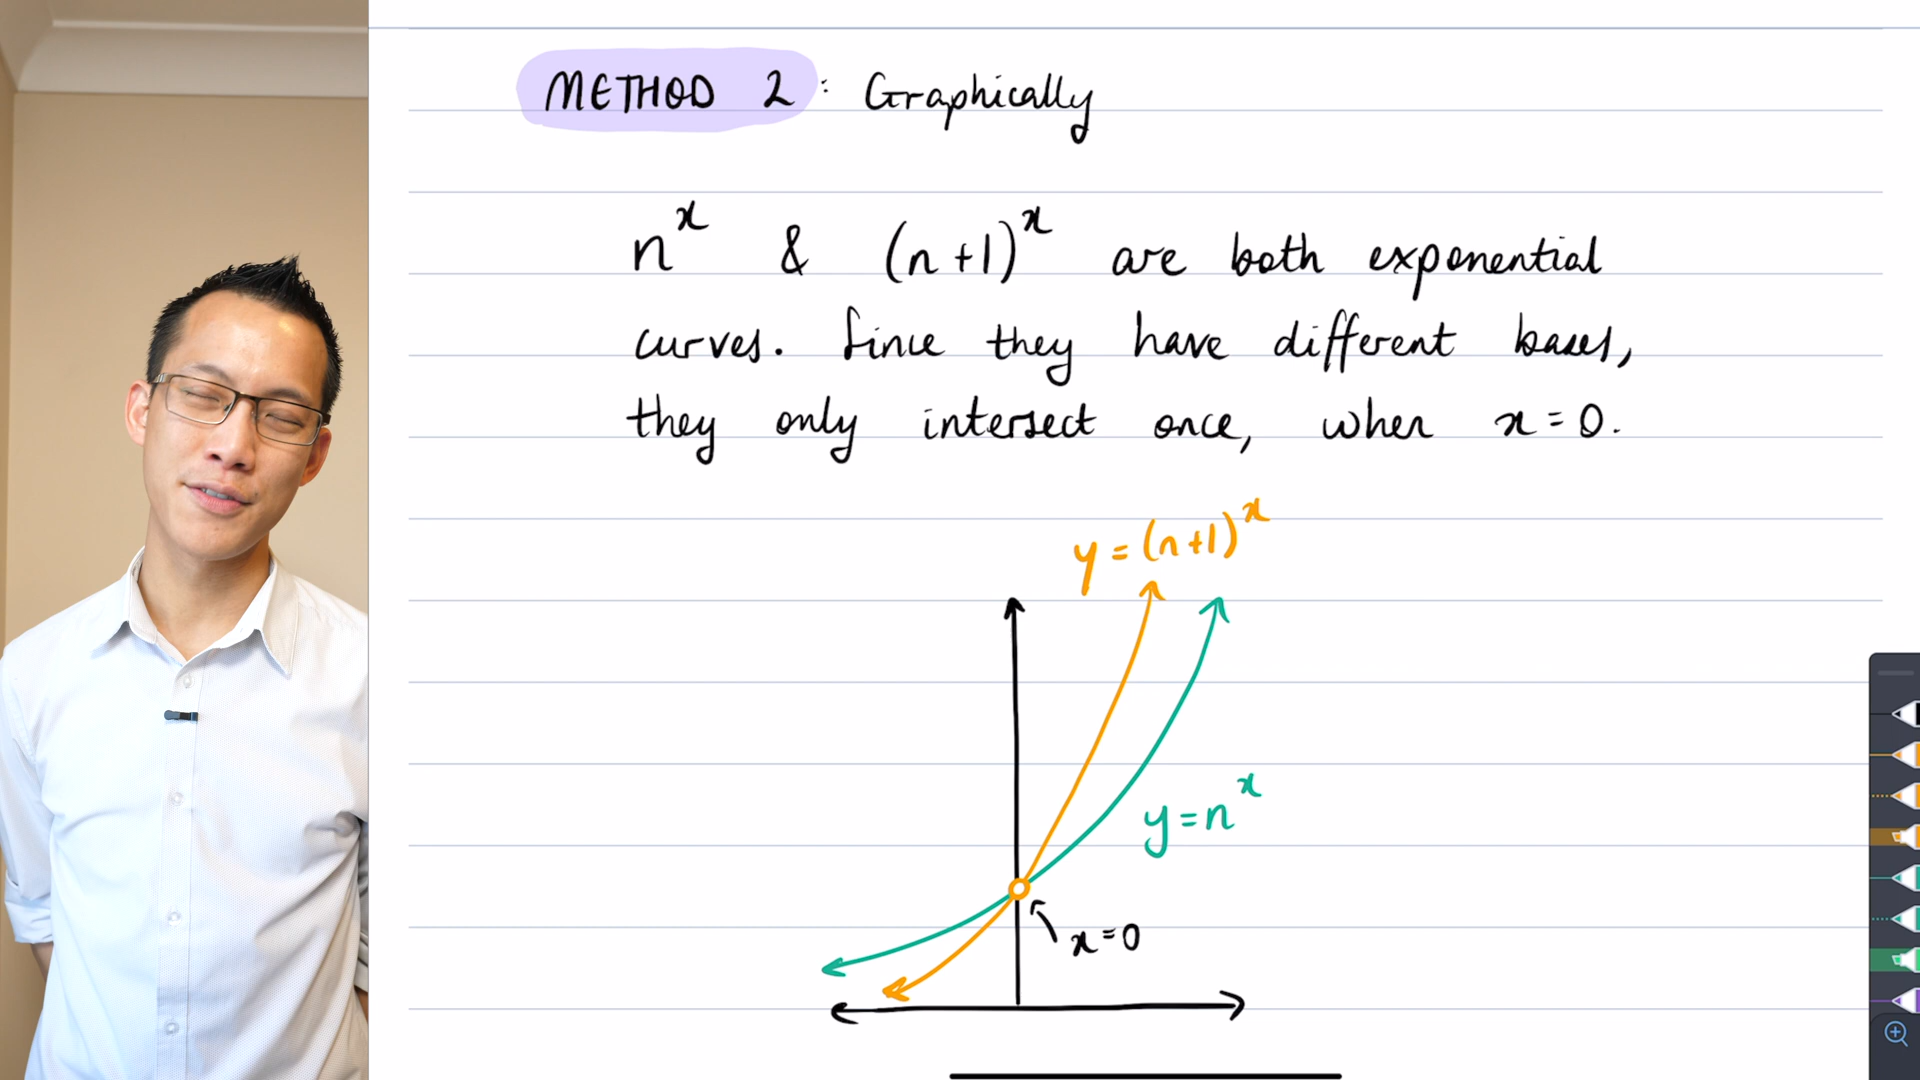 METHOD 2 : Graphically
n^x & (n+1)^x are both exponential
curves. Since they have different bases,
they only intersect once, when x=0.
y=(n+1)^x
y=n^x
x=0